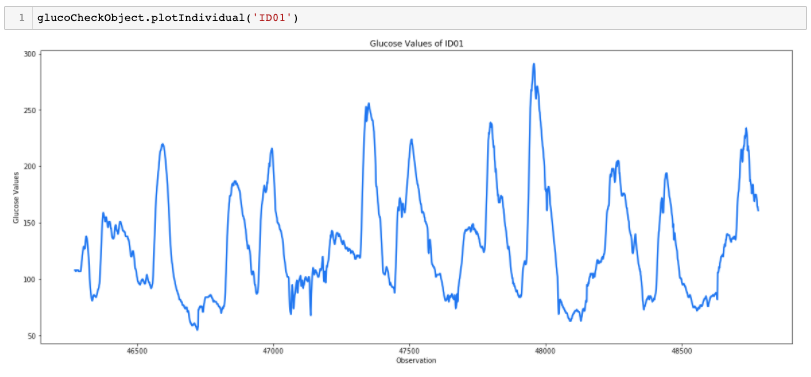 1 glucoCheckObject.plotIndividual('ID01')
Glucose Values of ID01
300
250
200
150
100
50
Glucose Values
46500 47000 47500 48000 48500
Observation